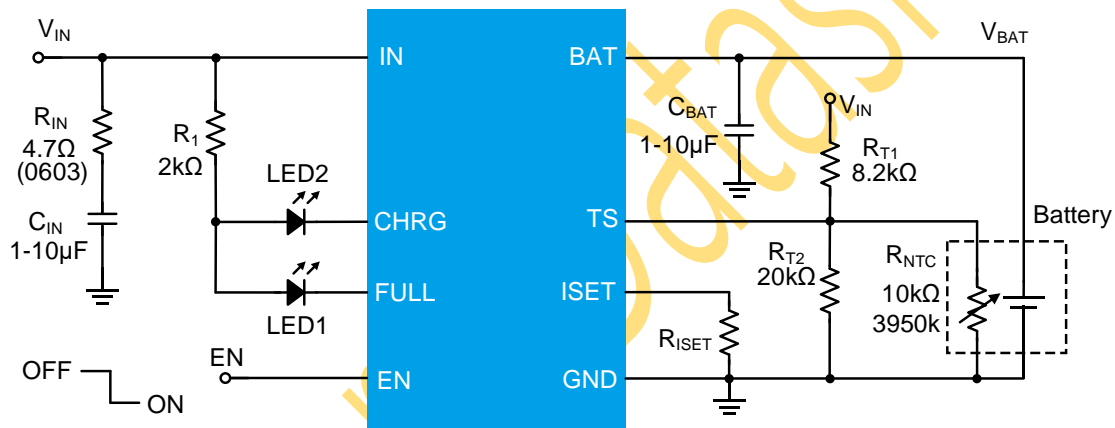 VIN
RIN
4.7Ω
(0603)
CIN
1-10µF
R1
2kΩ
LED2
LED1
EN
OFF
ON
IN
CHRG
FULL
EN
BAT
TS
ISET
GND
VBAT
CBAT
1-10µF
VIN
RT1
8.2kΩ
RT2
20kΩ
RISET
Battery
RNTC
10kΩ
3950k